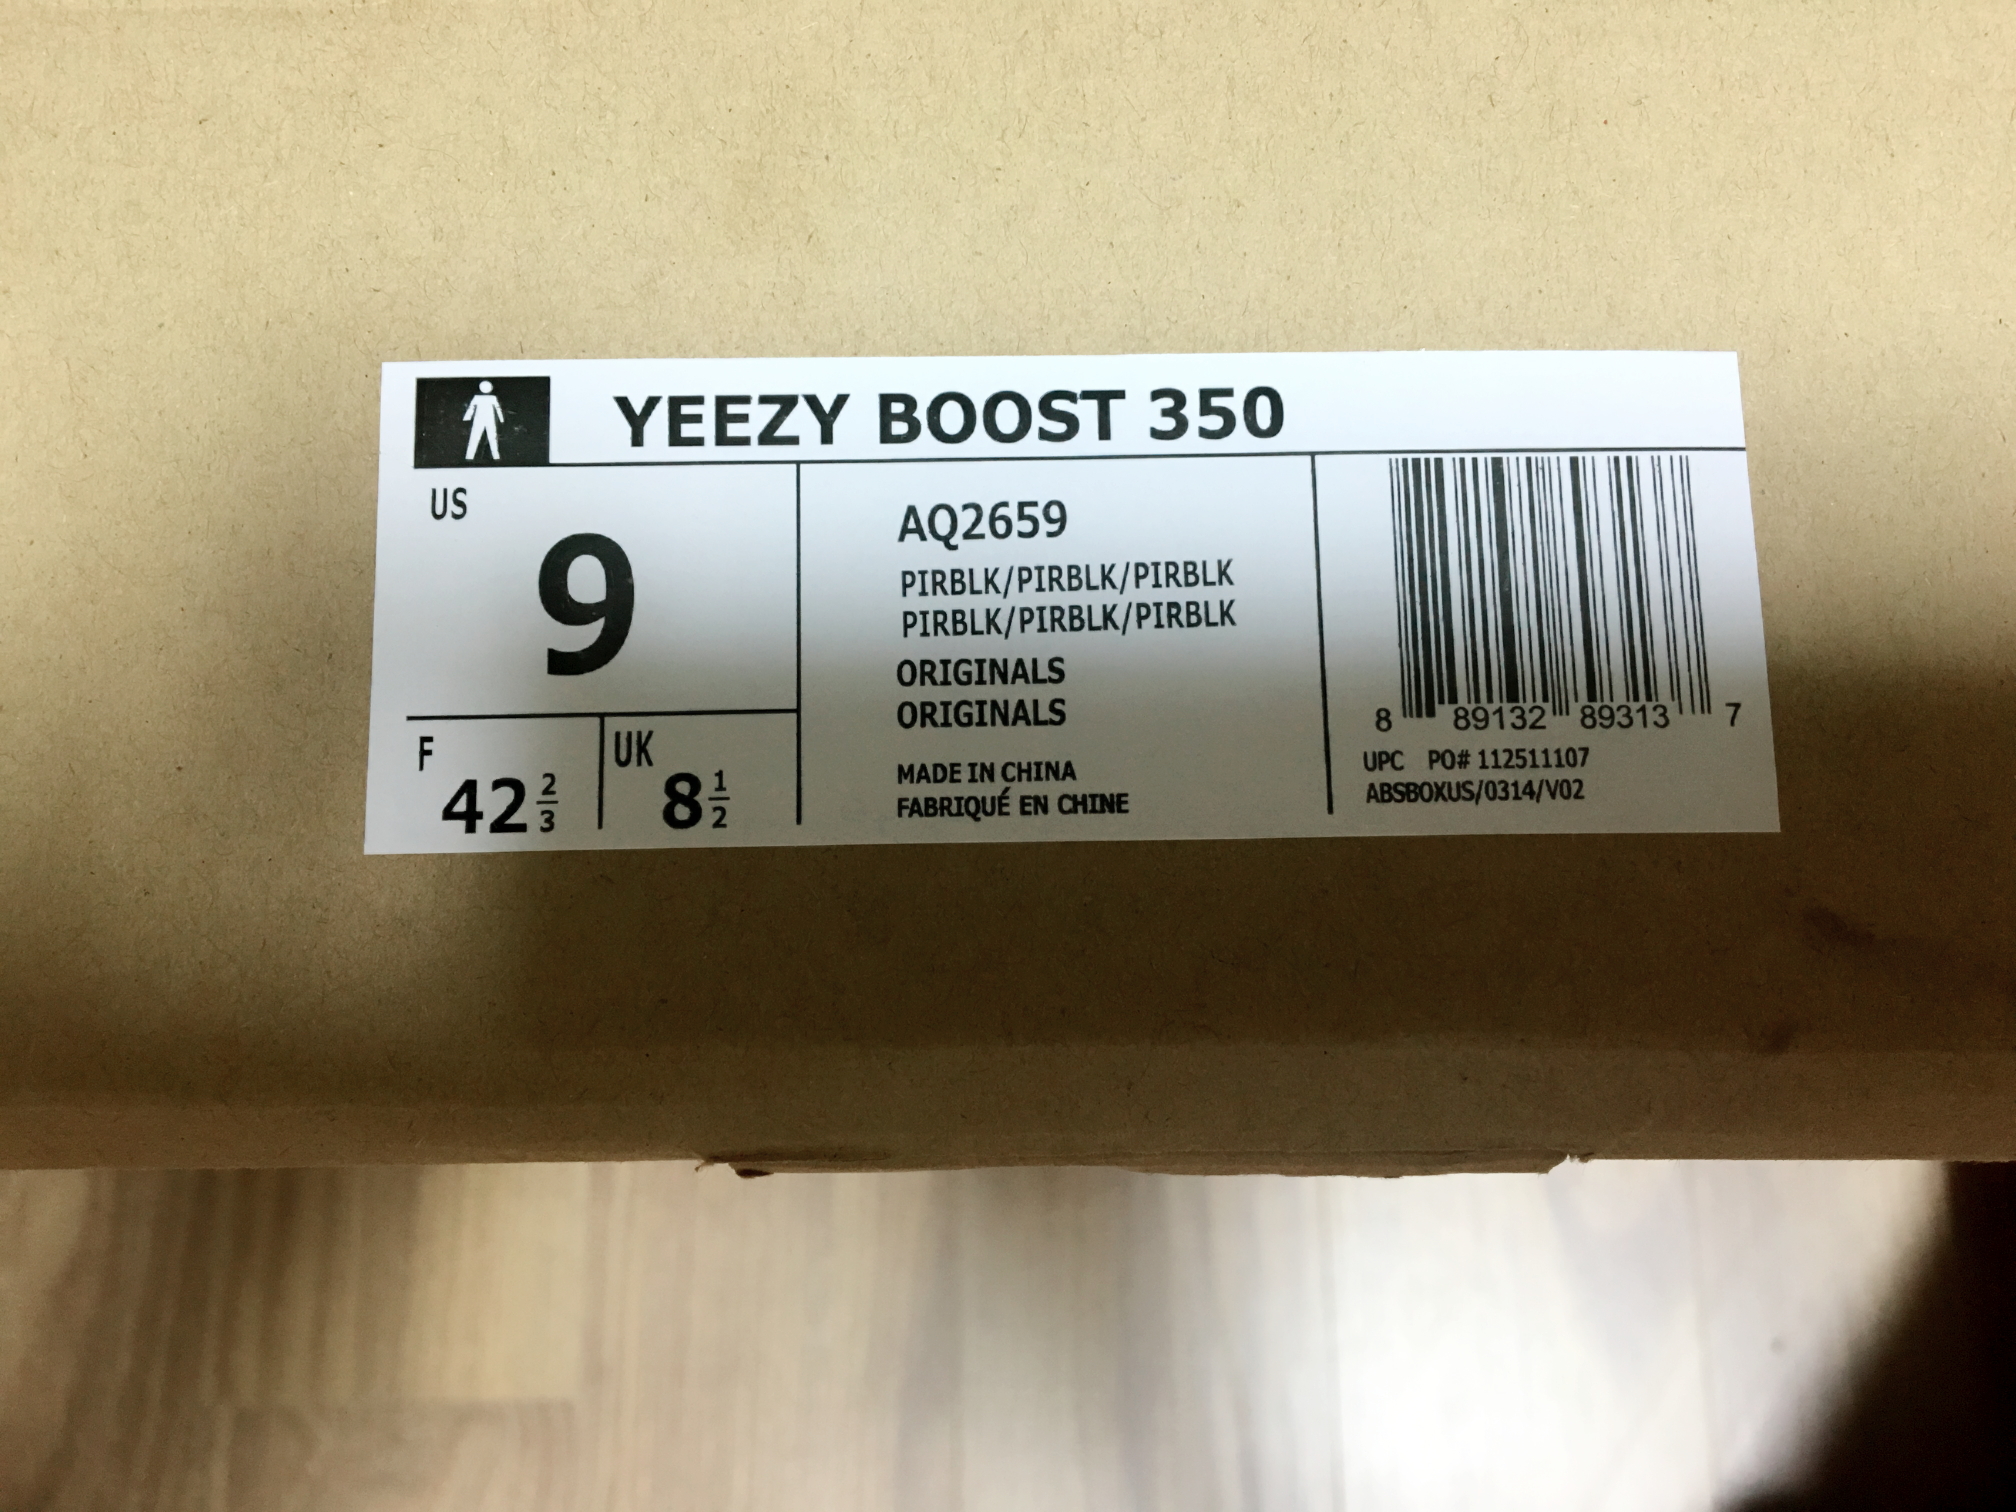 YEEZY BOOST 350
US
9
F
42 2/3
UK
8 1/2
AQ2659
PIRBLK/PIRBLK/PIRBLK
PIRBLK/PIRBLK/PIRBLK
ORIGINALS
ORIGINALS
MADE IN CHINA
FABRIQUÉ EN CHINE
8 89132 89313 7
UPC PO# 112511107
ABSBOXUS/0314/V02